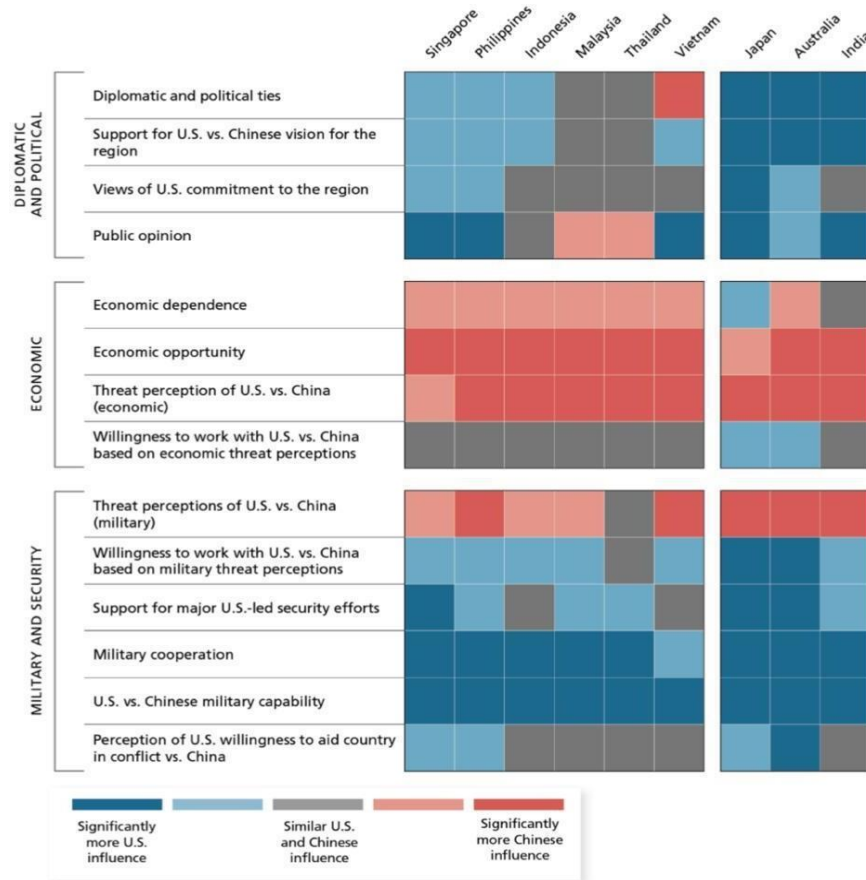 Singapore
Philippines
Indonesia
Malaysia
Thailand
Vietnam
Japan
Australia
India
DIPLOMATIC
AND POLITICAL
Diplomatic and political ties
Support for U.S. vs. Chinese vision for the
region
Views of U.S. commitment to the region
Public opinion
ECONOMIC
Economic dependence
Economic opportunity
Threat perception of U.S. vs. China
(economic)
Willingness to work with U.S. vs. China
based on economic threat perceptions
MILITARY AND SECURITY
Threat perceptions of U.S. vs. China
(military)
Willingness to work with U.S. vs. China
based on military threat perceptions
Support for major U.S.-led security efforts
Military cooperation
U.S. vs. Chinese military capability
Perception of U.S. willingness to aid country
in conflict vs. China
Significantly
more U.S.
influence
Similar U.S.
and Chinese
influence
Significantly
more Chinese
influence